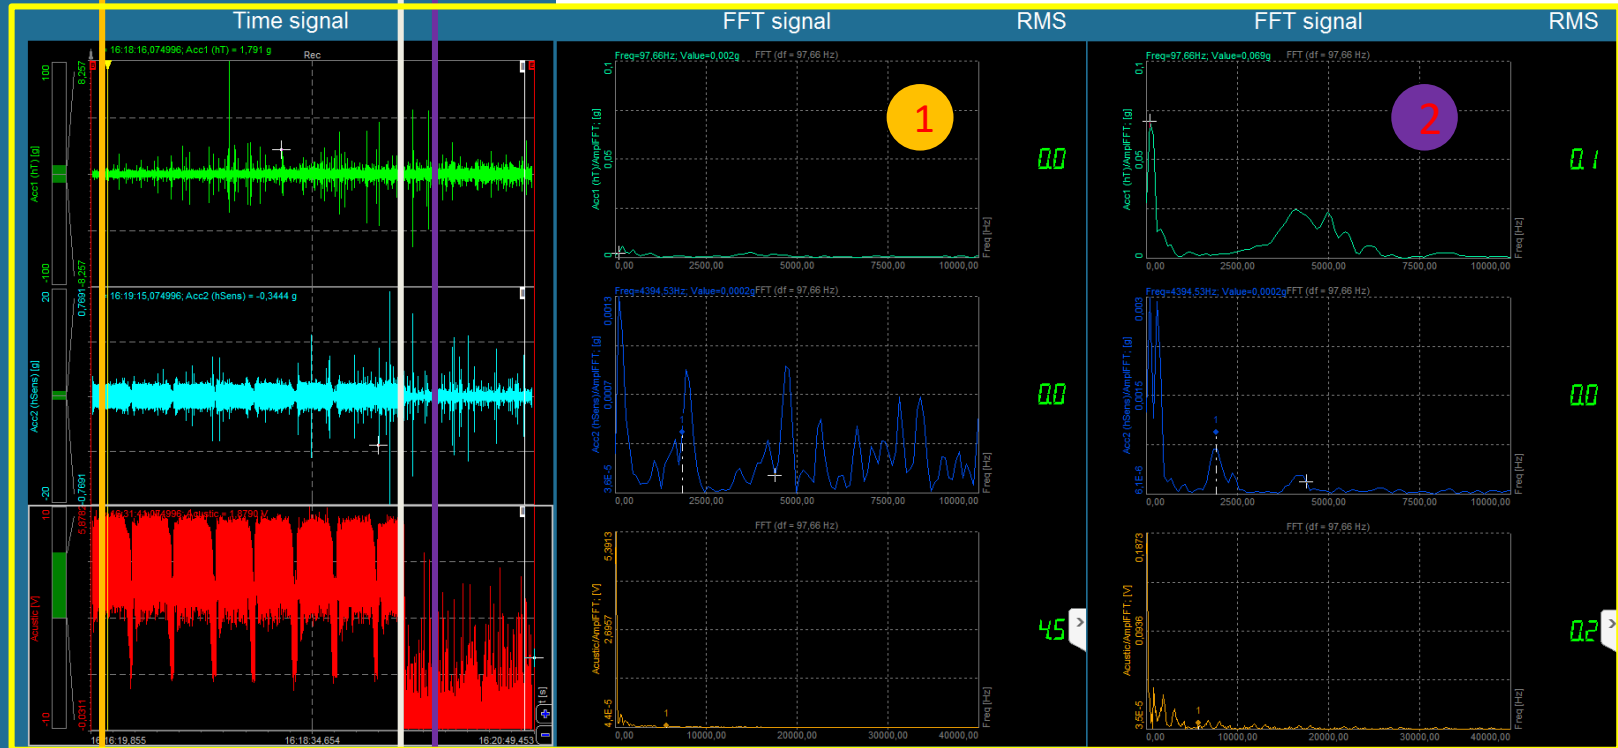 Time signal
FFT signal
RMS
FFT signal
RMS
16:18:16,074996; Acc1 (hT) = 1,791 g
Rec
100
8,257
Acc1 (hT) [g]
-100
-8,257
16:19:15,074996; Acc2 (hSens) = -0,3444 g
20
0,7691
Acc2 (hSens) [g]
-20
-0,7691
10
Acustic [V]
-10
-0,0311
t [s]
16:16:19,855
16:18:34,654
16:20:49,453
Freq=97,66Hz; Value=0,002g
FFT (df = 97,66 Hz)
1
0,1
0,05
0
Acc1 (hT)/AmplFFT; [g]
0,00
2500,00
5000,00
7500,00
10000,00
Freq [Hz]
0.0
Freq=4394,53Hz; Value=0,0002g
FFT (df = 97,66 Hz)
0,0013
0,0007
3,6E-5
Acc2 (hSens)/AmplFFT; [g]
1
0,00
2500,00
5000,00
7500,00
10000,00
Freq [Hz]
0.0
FFT (df = 97,66 Hz)
5,3913
2,6957
4,4E-5
Acustic/AmplFFT; [V]
1
0,00
10000,00
20000,00
30000,00
40000,00
Freq [Hz]
4.5
Freq=97,66Hz; Value=0,069g
FFT (df = 97,66 Hz)
2
0,1
0,05
0
Acc1 (hT)/AmplFFT; [g]
0,00
2500,00
5000,00
7500,00
10000,00
Freq [Hz]
0.1
Freq=4394,53Hz; Value=0,0002g
FFT (df = 97,66 Hz)
0,003
0,0015
6,1E-6
Acc2 (hSens)/AmplFFT; [g]
1
0,00
2500,00
5000,00
7500,00
10000,00
Freq [Hz]
0.0
FFT (df = 97,66 Hz)
0,1873
0,0936
3,6E-5
Acustic/AmplFFT; [V]
1
0,00
10000,00
20000,00
30000,00
40000,00
Freq [Hz]
0.2